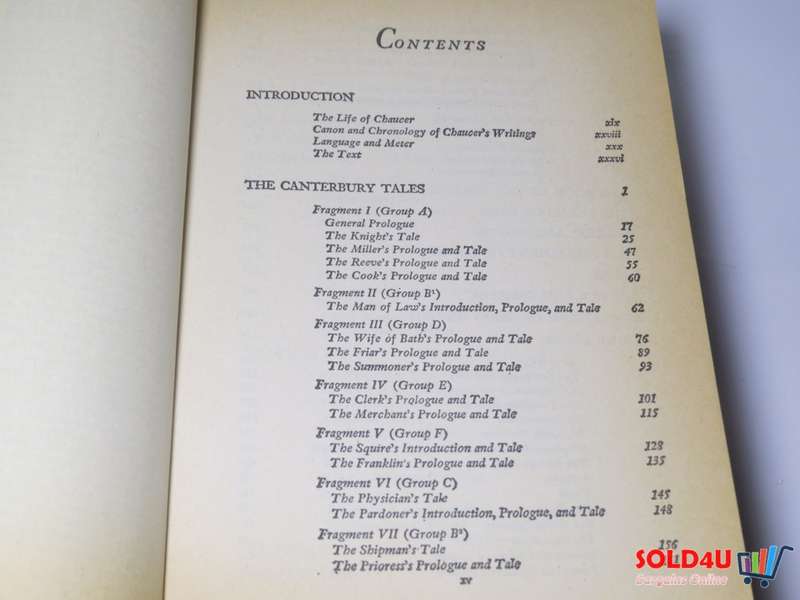 CONTENTS
INTRODUCTION
The Life of Chaucer xix
Canon and Chronology of Chaucer's Writings xxviii
Language and Meter xxx
The Text xxxvi
THE CANTERBURY TALES 1
Fragment I (Group A)
General Prologue 17
The Knight's Tale 25
The Miller's Prologue and Tale 47
The Reeve's Prologue and Tale 55
The Cook's Prologue and Tale 60
Fragment II (Group B¹)
The Man of Law's Introduction, Prologue, and Tale 62
Fragment III (Group D)
The Wife of Bath's Prologue and Tale 76
The Friar's Prologue and Tale 89
The Summoner's Prologue and Tale 93
Fragment IV (Group E)
The Clerk's Prologue and Tale 101
The Merchant's Prologue and Tale 115
Fragment V (Group F)
The Squire's Introduction and Tale 128
The Franklin's Prologue and Tale 135
Fragment VI (Group C)
The Physician's Tale 145
The Pardoner's Introduction, Prologue, and Tale 148
Fragment VII (Group B²)
The Shipman's Tale 156
The Prioress's Prologue and Tale
xv
SOLD4U
Bargains Online